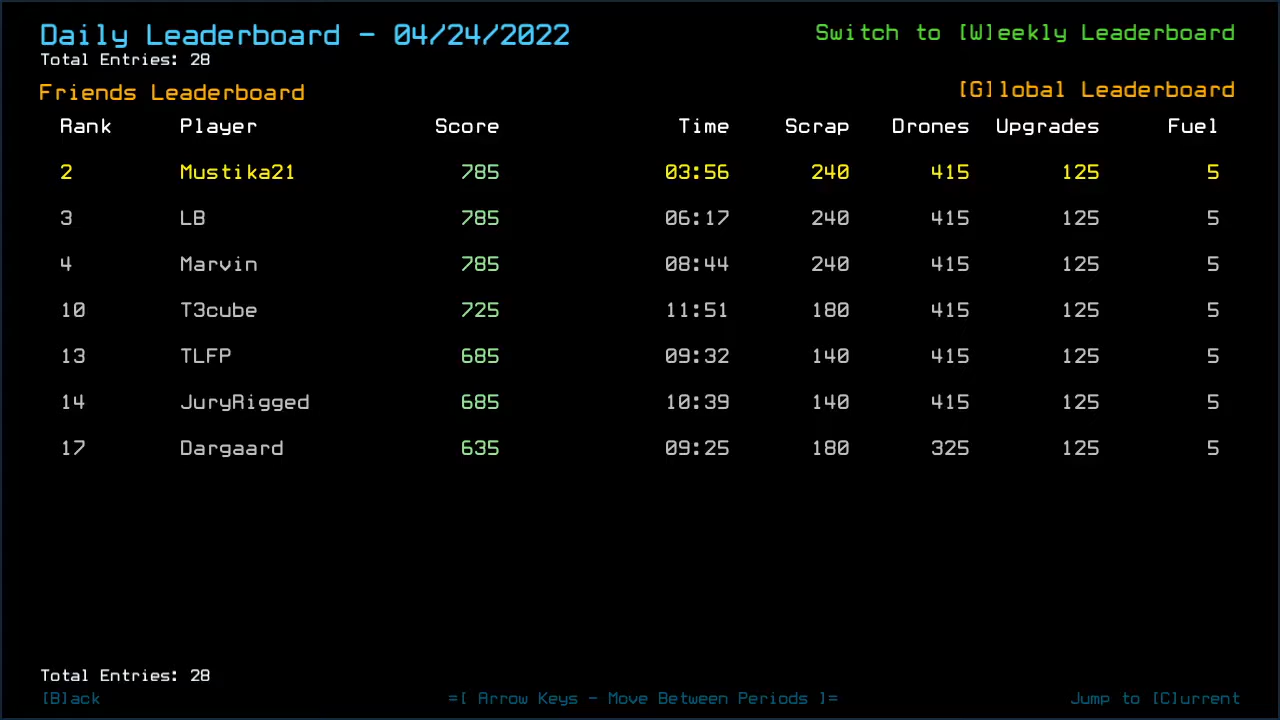 Daily Leaderboard - 04/24/2022 Switch to [W]eekly Leaderboard
Total Entries: 28
Friends Leaderboard [G]lobal Leaderboard
Rank Player Score Time Scrap Drones Upgrades Fuel
2 Mustika21 785 03:56 240 415 125 5
3 LB 785 06:17 240 415 125 5
4 Marvin 785 08:44 240 415 125 5
10 T3cube 725 11:51 180 415 125 5
13 TLFP 685 09:32 140 415 125 5
14 JuryRigged 685 10:39 140 415 125 5
17 Dargaard 635 09:25 180 325 125 5
Total Entries: 28
[B]ack =[ Arrow Keys - Move Between Periods ]= Jump to [C]urrent